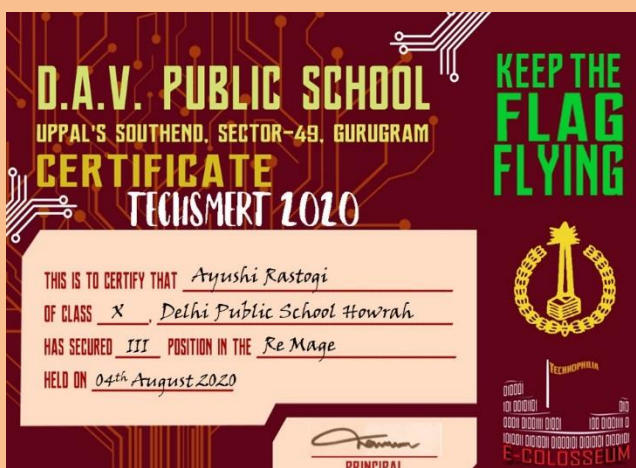 D.A.V. PUBLIC SCHOOL
UPPAL'S SOUTHEND, SECTOR-49, GURUGRAM
CERTIFICATE
TECHSMERT 2020
THIS IS TO CERTIFY THAT Ayushi Rastogi
OF CLASS X, Delhi Public School Howrah
HAS SECURED III POSITION IN THE Re Mage
HELD ON 04th August 2020
PRINCIPAL
KEEP THE
FLAG
FLYING
TECHNOPHILIA
E-COLOSSEUM